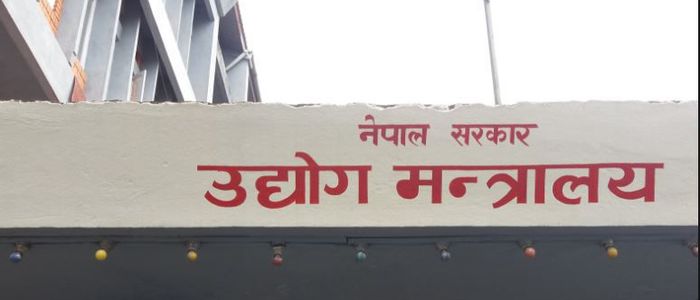 नेपाल सरकार
उद्योग मन्त्रालय